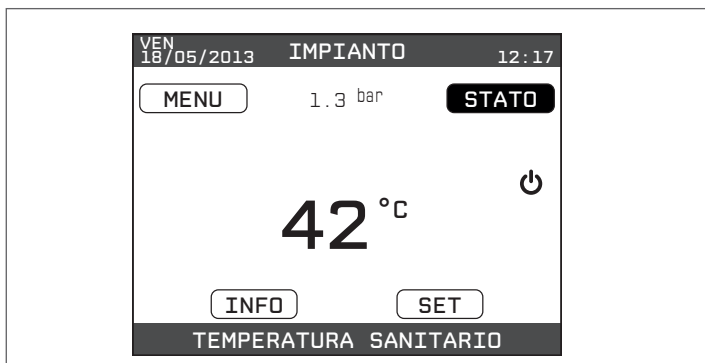 VEN
18/05/2013 IMPIANTO 12:17
MENU 1.3 bar STATO
42 °C
INFO SET
TEMPERATURA SANITARIO